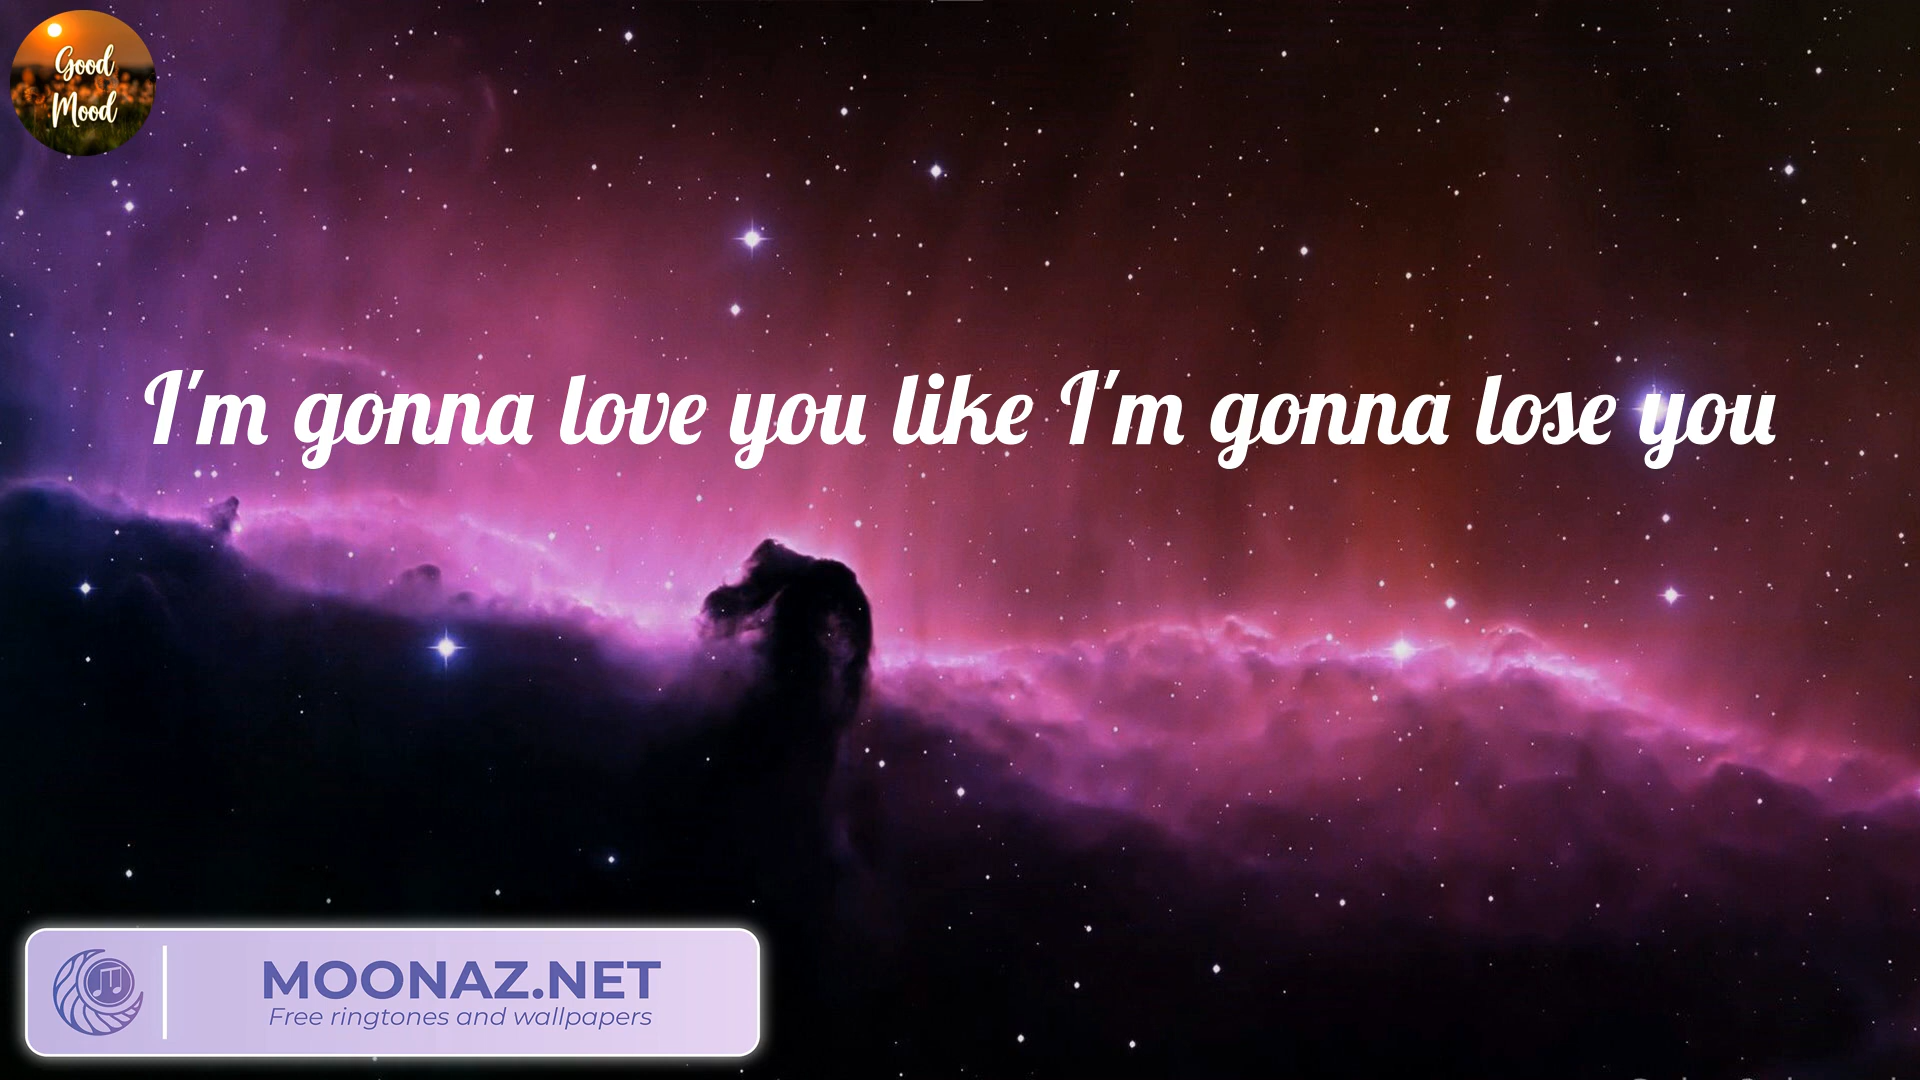 Good
Mood
I'm gonna love you like I'm gonna lose you
MOONAZ.NET
Free ringtones and wallpapers